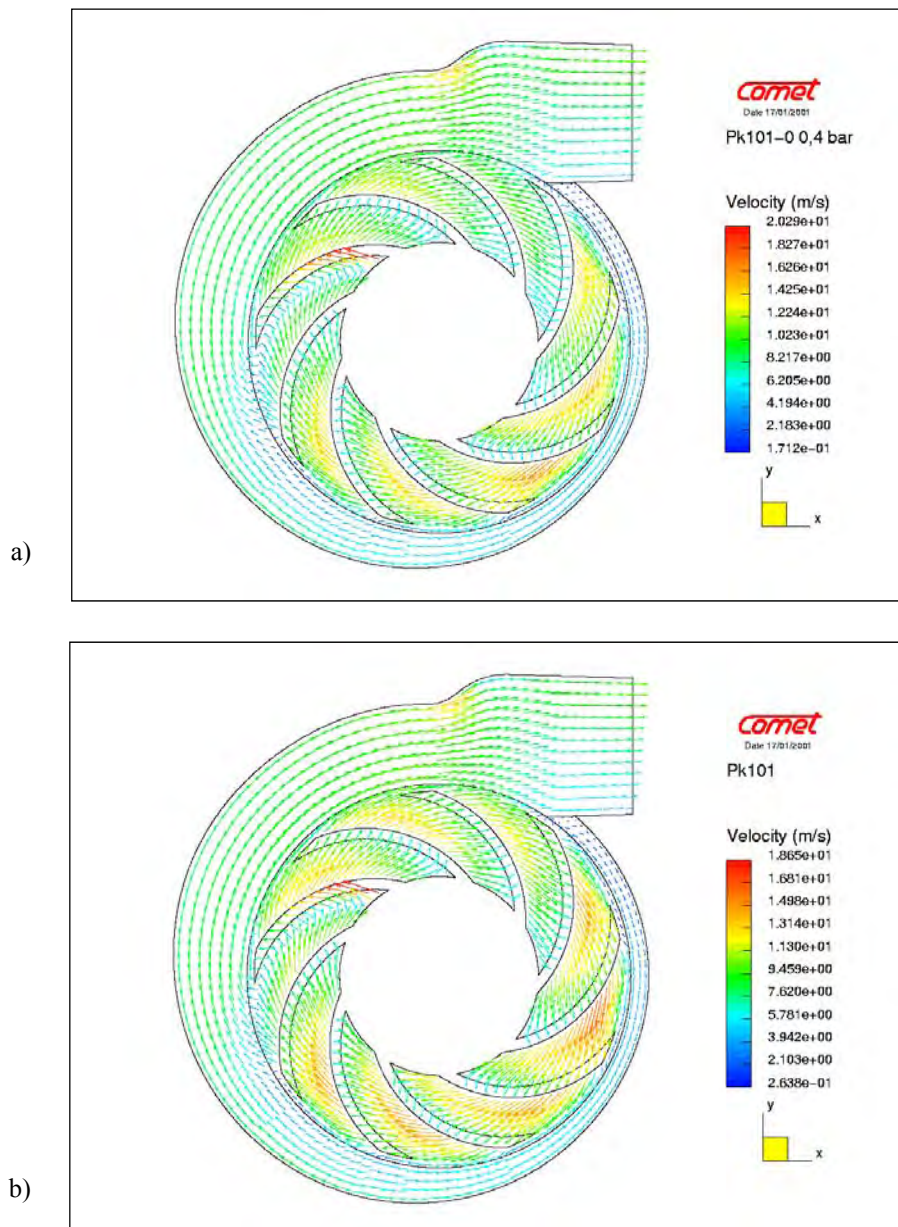 Comet
Date 17/01/2001
Pk101-0 0,4 bar
Velocity (m/s)
2.029e+01
1.827e+01
1.626e+01
1.425e+01
1.224e+01
1.023e+01
8.217e+00
6.205e+00
4.194e+00
2.183e+00
1.712e-01
y
x
a)
Comet
Date 17/01/2001
Pk101
Velocity (m/s)
1.865e+01
1.681e+01
1.498e+01
1.314e+01
1.130e+01
9.459e+00
7.620e+00
5.781e+00
3.942e+00
2.103e+00
2.638e-01
y
x
b)